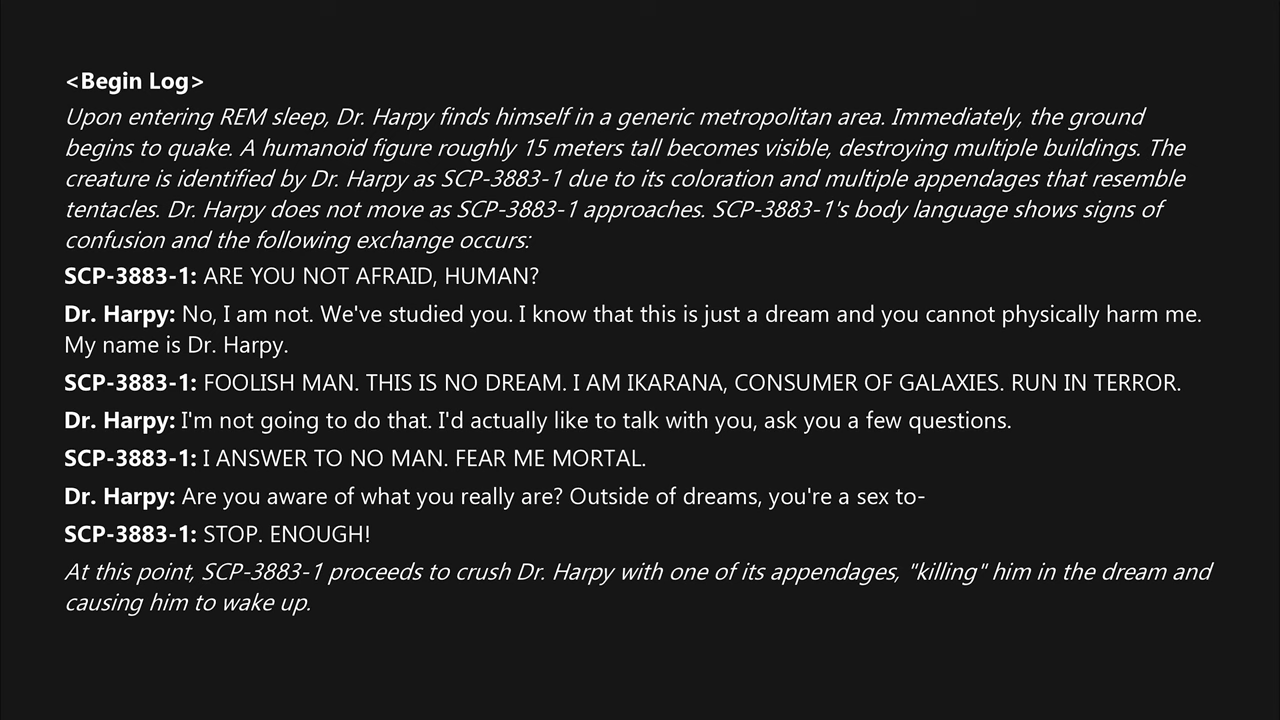 <Begin Log>
Upon entering REM sleep, Dr. Harpy finds himself in a generic metropolitan area. Immediately, the ground
begins to quake. A humanoid figure roughly 15 meters tall becomes visible, destroying multiple buildings. The
creature is identified by Dr. Harpy as SCP-3883-1 due to its coloration and multiple appendages that resemble
tentacles. Dr. Harpy does not move as SCP-3883-1 approaches. SCP-3883-1's body language shows signs of
confusion and the following exchange occurs:
SCP-3883-1: ARE YOU NOT AFRAID, HUMAN?
Dr. Harpy: No, I am not. We've studied you. I know that this is just a dream and you cannot physically harm me.
My name is Dr. Harpy.
SCP-3883-1: FOOLISH MAN. THIS IS NO DREAM. I AM IKARANA, CONSUMER OF GALAXIES. RUN IN TERROR.
Dr. Harpy: I'm not going to do that. I'd actually like to talk with you, ask you a few questions.
SCP-3883-1: I ANSWER TO NO MAN. FEAR ME MORTAL.
Dr. Harpy: Are you aware of what you really are? Outside of dreams, you're a sex to-
SCP-3883-1: STOP. ENOUGH!
At this point, SCP-3883-1 proceeds to crush Dr. Harpy with one of its appendages, "killing" him in the dream and
causing him to wake up.